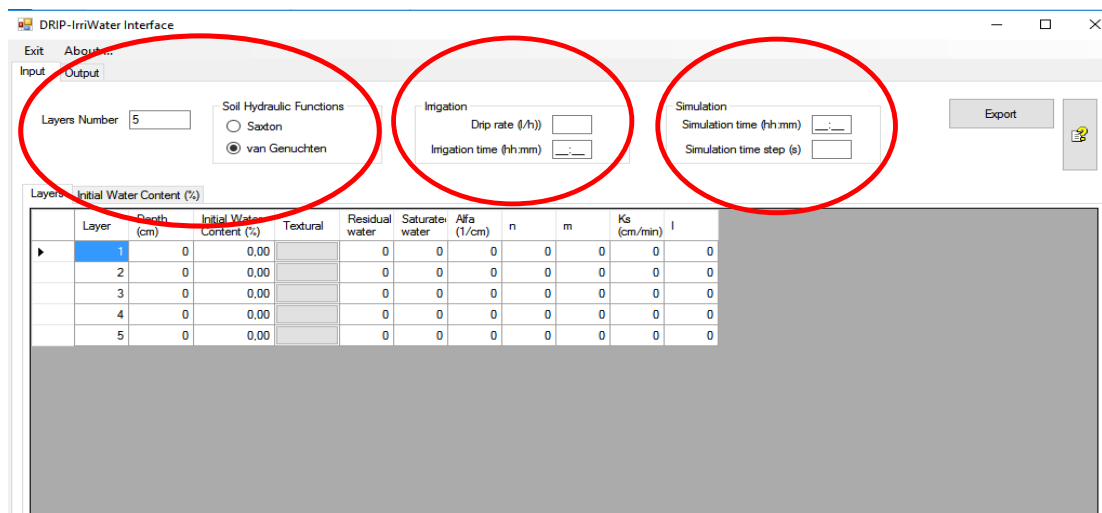 DRIP-IrriWater Interface
Exit About ...
Input Output
Layers Number 5
Soil Hydraulic Functions
Saxton
van Genuchten
Irrigation
Drip rate (l/h))
Irrigation time (hh:mm) __:__
Simulation
Simulation time (hh:mm) __:__
Simulation time step (s)
Export
Layers Initial Water Content (%)
Layer Depth (cm) Initial Water Content (%) Textural Residual water Saturate Alfa (1/cm) n m Ks (cm/min) l
1 0 0,00 0 0 0 0 0 0 0
2 0 0,00 0 0 0 0 0 0 0
3 0 0,00 0 0 0 0 0 0 0
4 0 0,00 0 0 0 0 0 0 0
5 0 0,00 0 0 0 0 0 0 0